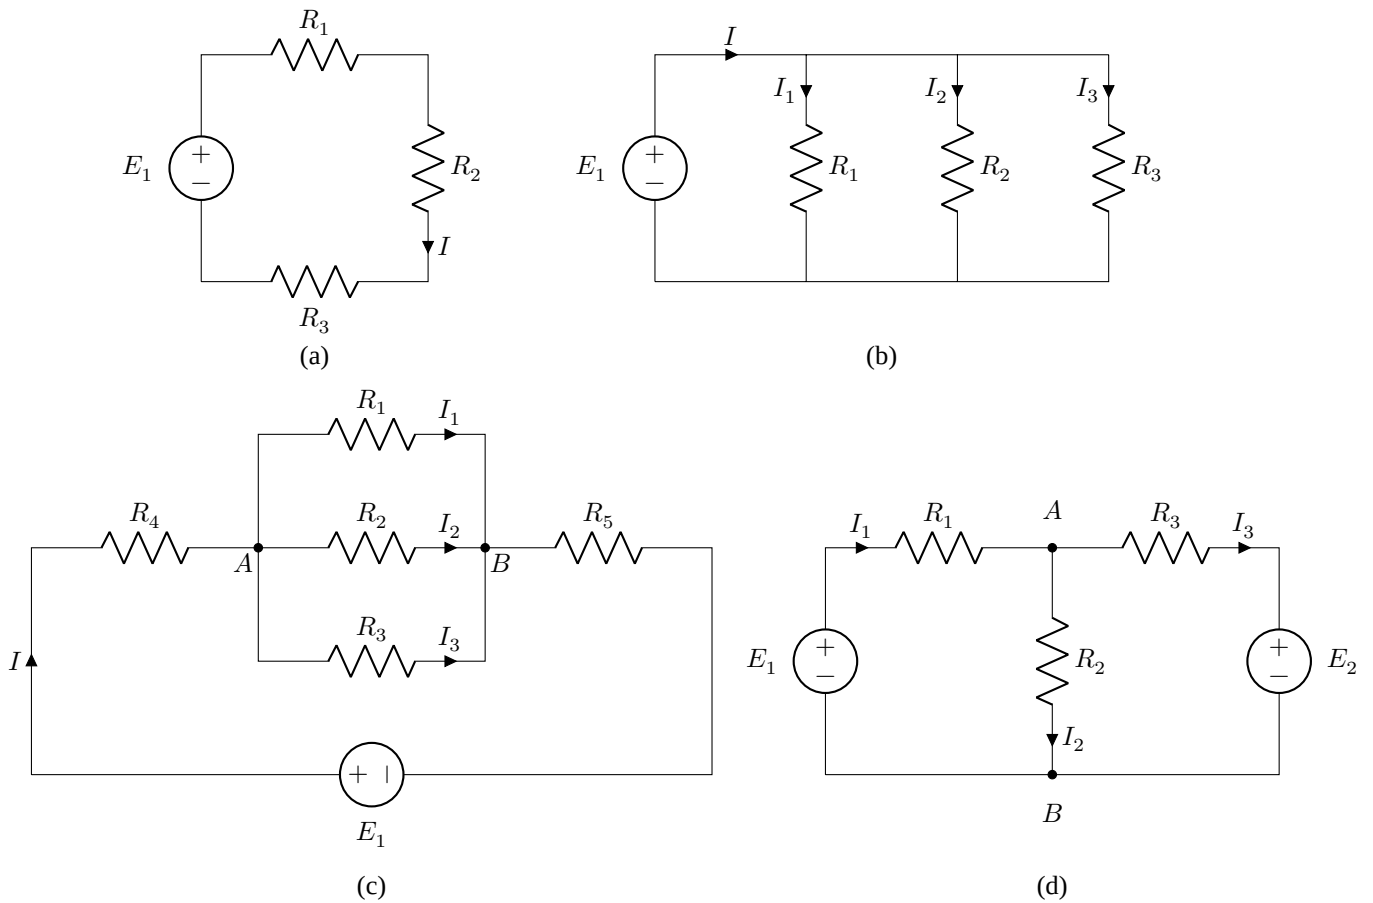 R₁
E₁
+
−
R₂
I
R₃
(a)
I
I₁
I₂
I₃
E₁
+
−
R₁
R₂
R₃
(b)
R₁
I₁
R₄
R₂
I₂
R₅
A
B
R₃
I₃
I
+ −
E₁
(c)
A
I₁
R₁
R₃
I₃
E₁
+
−
R₂
+
−
E₂
I₂
B
(d)